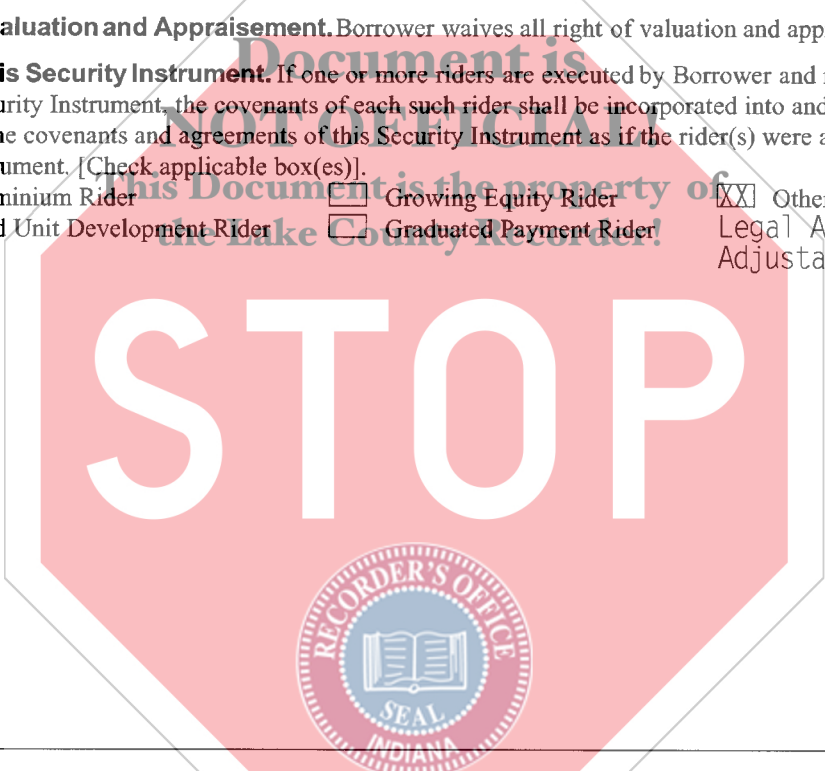 aluation and Appraisement. Borrower waives all right of valuation and app
Document is
is Security Instrument. If one or more riders are executed by Borrower and
urity Instrument, the covenants of each such rider shall be incorporated into and
NOT OFFICIAL!
e covenants and agreements of this Security Instrument as if the rider(s) were a
ument. [Check applicable box(es)].
This Document is the property of
minium Rider Growing Equity Rider XX Other
the Lake County Recorder!
Unit Development Rider Graduated Payment Rider Legal A
Adjusta
STOP
RECORDER'S OFFICE
SEAL
INDIANA